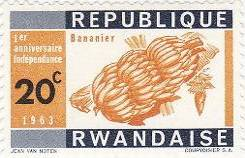 REPUBLIQUE
1er anniversaire
Indépendance
Bananier
20c
1963
RWANDAISE
JEAN VAN NOTEN
COURVOISIER S.A.